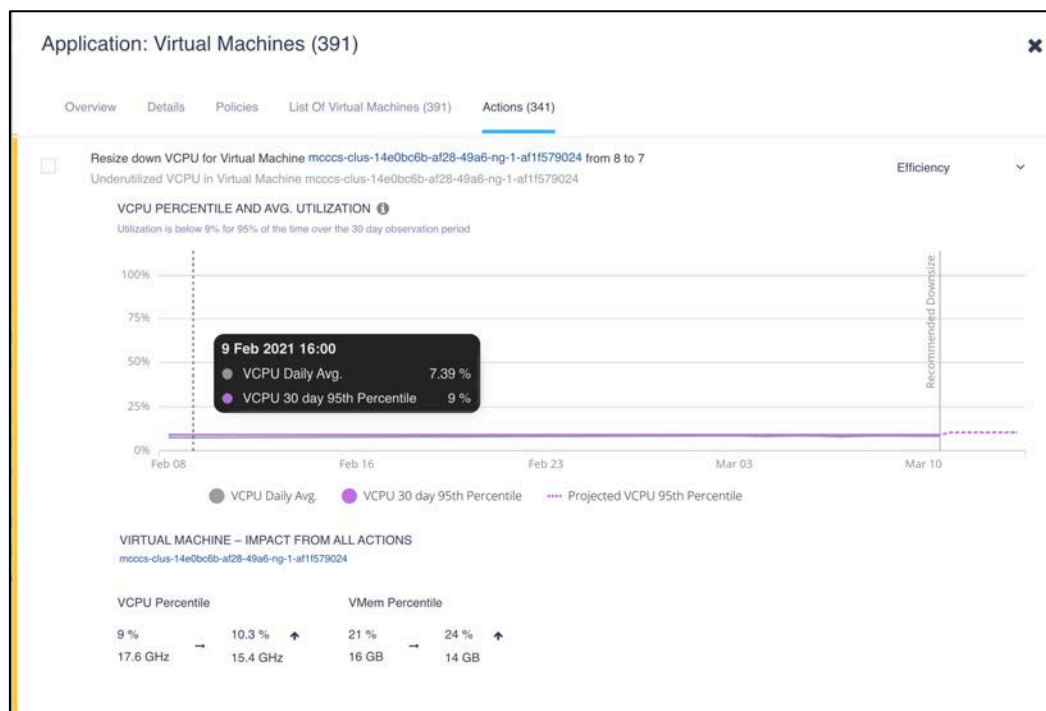 Application: Virtual Machines (391)
Overview Details Policies List Of Virtual Machines (391) Actions (341)
Resize down VCPU for Virtual Machine mcccs-clus-14e0bc6b-af28-49a6-ng-1-af1f579024 from 8 to 7
Efficiency
Underutilized VCPU in Virtual Machine mcccs-clus-14e0bc6b-af28-49a6-ng-1-af1f579024
VCPU PERCENTILE AND AVG. UTILIZATION
Utilization is below 9% for 95% of the time over the 30 day observation period
100%
75%
50%
25%
0%
Recommended Downsize
9 Feb 2021 16:00
VCPU Daily Avg. 7.39 %
VCPU 30 day 95th Percentile 9 %
Feb 08 Feb 16 Feb 23 Mar 03 Mar 10
VCPU Daily Avg. VCPU 30 day 95th Percentile Projected VCPU 95th Percentile
VIRTUAL MACHINE – IMPACT FROM ALL ACTIONS
mcccs-clus-14e0bc6b-af28-49a6-ng-1-af1f579024
VCPU Percentile VMem Percentile
9 % → 10.3 % ↑ 21 % → 24 % ↑
17.6 GHz 15.4 GHz 16 GB 14 GB